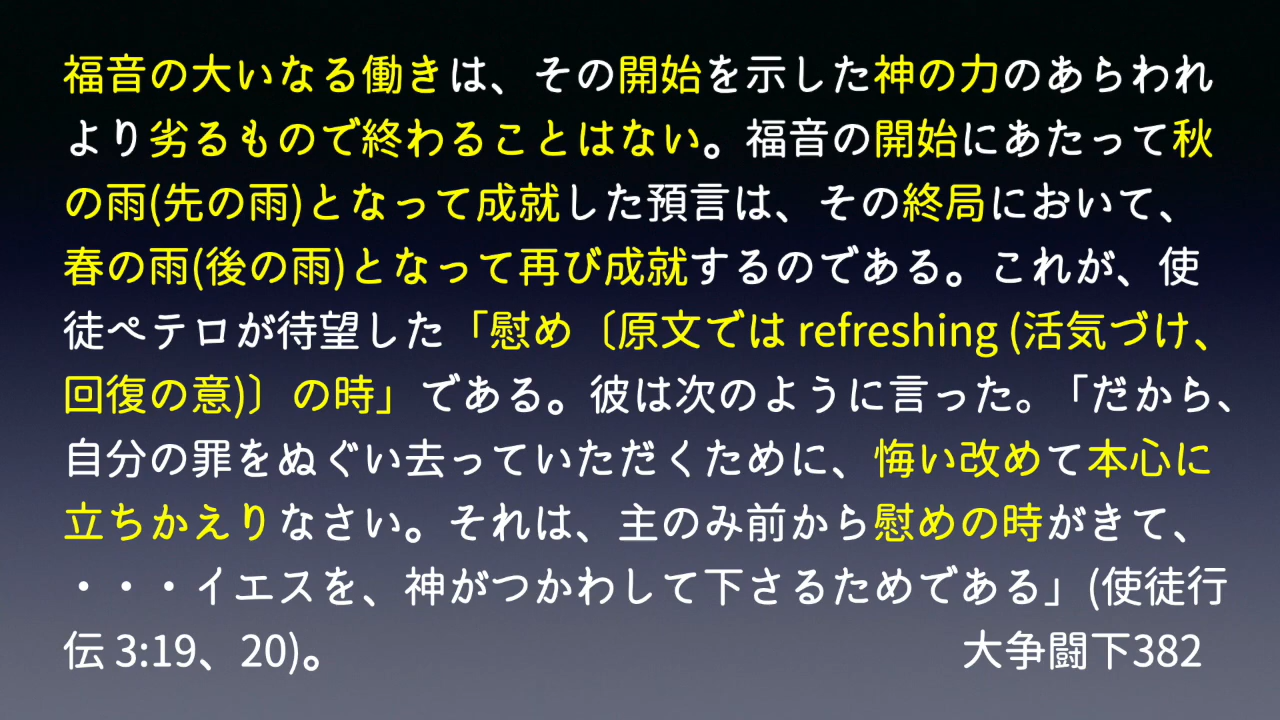 福音の大いなる働きは、その開始を示した神の力のあらわれ
より劣るもので終わることはない。福音の開始にあたって秋
の雨(先の雨)となって成就した預言は、その終局において、
春の雨(後の雨)となって再び成就するのである。これが、使
徒ペテロが待望した「慰め〔原文では refreshing (活気づけ、
回復の意)〕の時」である。彼は次のように言った。「だから、
自分の罪をぬぐい去っていただくために、悔い改めて本心に
立ちかえりなさい。それは、主のみ前から慰めの時がきて、
・・・イエスを、神がつかわして下さるためである」(使徒行
伝 3:19、20)。 大争闘下382